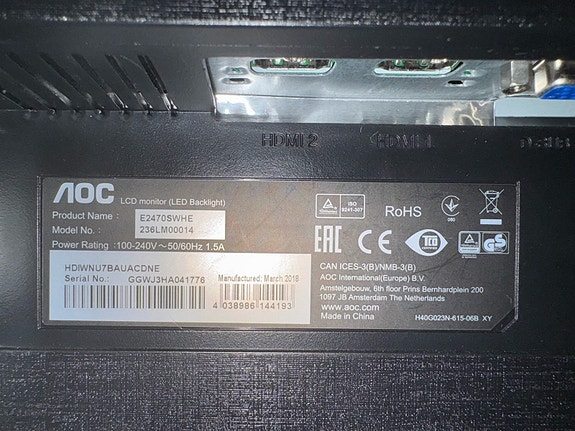 HDMI 2
HDMI 1
AOC LCD monitor (LED Backlight)
Product Name : E2470SWHE
Model No. : 236LM00014
Power Rating :100-240V~50/60Hz 1.5A
HDIWNU7BAUACDNE
Serial No.: GGWJ3HA041776
Manufactured: March 2018
4 038986 144193
ISO
9241-307
RoHS
EAC
CE
TCO
GS
CAN ICES-3(B)/NMB-3(B)
AOC International(Europe) B.V.
Amstelgebouw, 6th floor Prins Bernhardplein 200
1097 JB Amsterdam The Netherlands
www.aoc.com
Made in China
H40G023N-615-06B XY